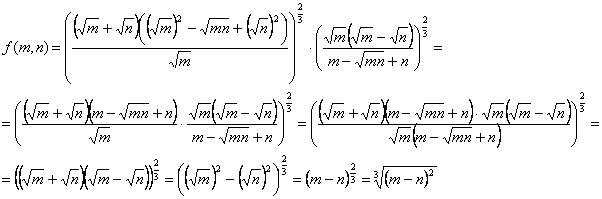 f(m,n) = ( (√m + √n)((√m)² − √mn + (√n)²) / √m )^(2/3) · ( √m(√m − √n) / (m − √mn + n) )^(2/3) =
= ( (√m + √n)(m − √mn + n) / √m · √m(√m − √n) / (m − √mn + n) )^(2/3) = ( (√m + √n)(m − √mn + n) · √m(√m − √n) / √m(m − √mn + n) )^(2/3) =
= ((√m + √n)(√m − √n))^(2/3) = ((√m)² − (√n)²)^(2/3) = (m − n)^(2/3) = ∛((m − n)²)